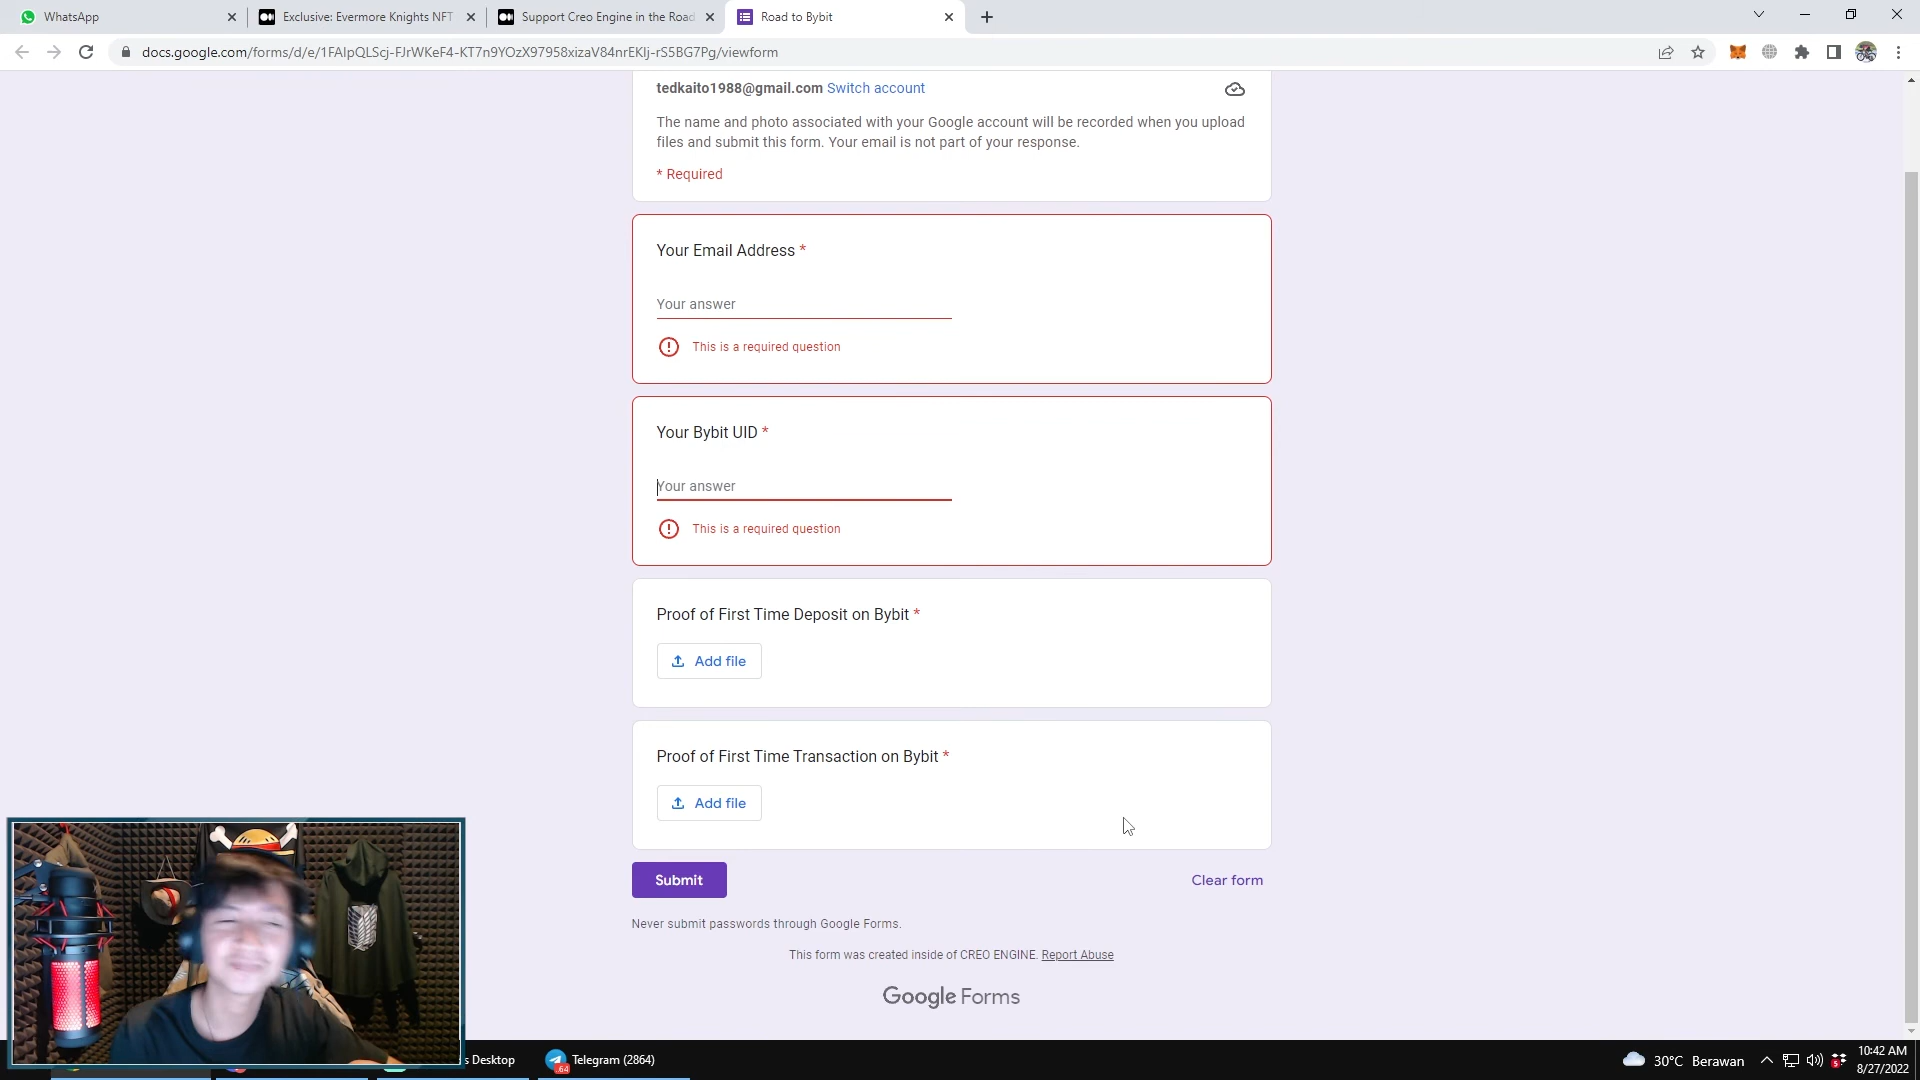 WhatsApp
Exclusive: Evermore Knights NFT
Support Creo Engine in the Road
Road to Bybit
docs.google.com/forms/d/e/1FAIpQLScj-FJrWKeF4-KT7n9YOzX97958xizaV84nrEKlj-rS5BG7Pg/viewform
tedkaito1988@gmail.com Switch account
The name and photo associated with your Google account will be recorded when you upload
files and submit this form. Your email is not part of your response.
* Required
Your Email Address *
Your answer
This is a required question
Your Bybit UID *
Your answer
This is a required question
Proof of First Time Deposit on Bybit *
Add file
Proof of First Time Transaction on Bybit *
Add file
Submit
Clear form
Never submit passwords through Google Forms.
This form was created inside of CREO ENGINE. Report Abuse
Google Forms
s Desktop
Telegram (2864)
30°C Berawan
10:42 AM
8/27/2022